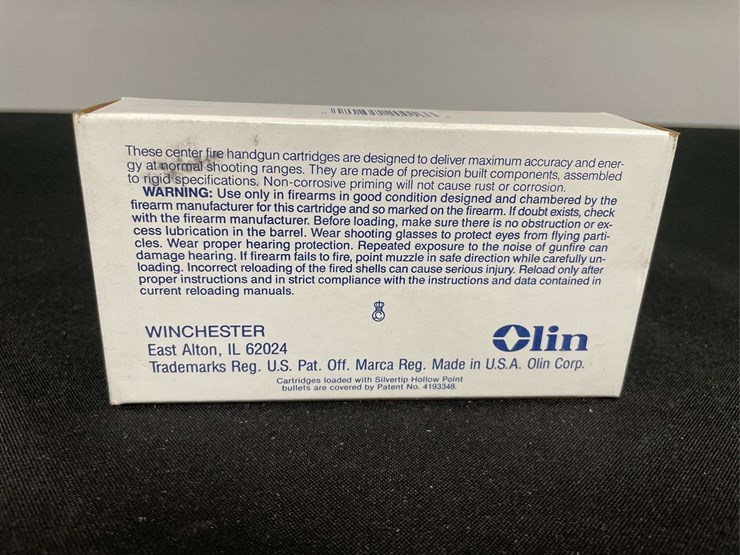 These center fire handgun cartridges are designed to deliver maximum accuracy and ener-
gy at normal shooting ranges. They are made of precision built components, assembled
to rigid specifications. Non-corrosive priming will not cause rust or corrosion.
WARNING: Use only in firearms in good condition designed and chambered by the
firearm manufacturer for this cartridge and so marked on the firearm. If doubt exists, check
with the firearm manufacturer. Before loading, make sure there is no obstruction or ex-
cess lubrication in the barrel. Wear shooting glasses to protect eyes from flying parti-
cles. Wear proper hearing protection. Repeated exposure to the noise of gunfire can
damage hearing. If firearm fails to fire, point muzzle in safe direction while carefully un-
loading. Incorrect reloading of the fired shells can cause serious injury. Reload only after
proper instructions and in strict compliance with the instructions and data contained in
current reloading manuals.
WINCHESTER
East Alton, IL 62024
Olin
Trademarks Reg. U.S. Pat. Off. Marca Reg. Made in U.S.A. Olin Corp.
Cartridges loaded with Silvertip Hollow Point
bullets are covered by Patent No. 4193348.